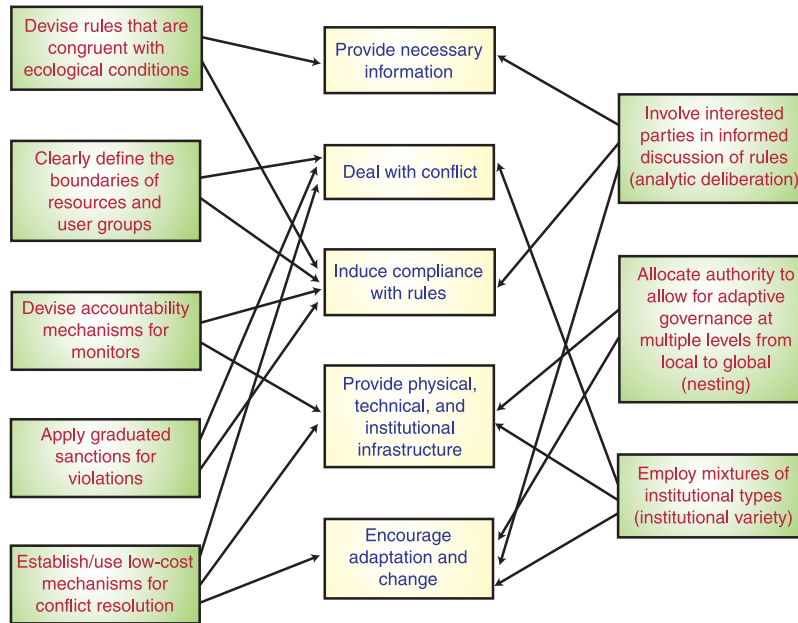 Devise rules that are
congruent with
ecological conditions
Clearly define the
boundaries of
resources and
user groups
Devise accountability
mechanisms for
monitors
Apply graduated
sanctions for
violations
Establish/use low-cost
mechanisms for
conflict resolution
Provide necessary
information
Deal with conflict
Induce compliance
with rules
Provide physical,
technical, and
institutional
infrastructure
Encourage
adaptation and
change
Involve interested
parties in informed
discussion of rules
(analytic deliberation)
Allocate authority to
allow for adaptive
governance at
multiple levels from
local to global
(nesting)
Employ mixtures of
institutional types
(institutional variety)